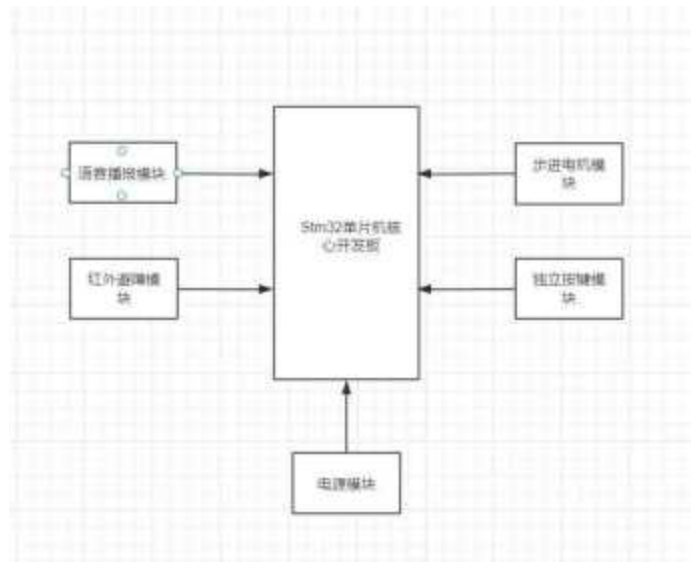 语音播报模块
步进电机模
块
Stm32单片机核
心开发板
红外避障模
块
独立按键模
块
电源模块